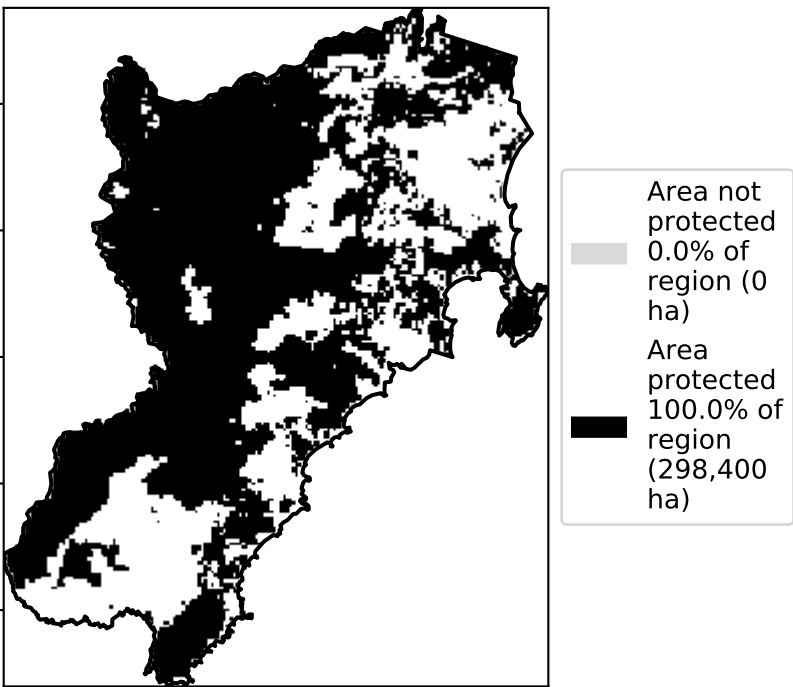 Area not
protected
0.0% of
region (0
ha)
Area
protected
100.0% of
region
(298,400
ha)